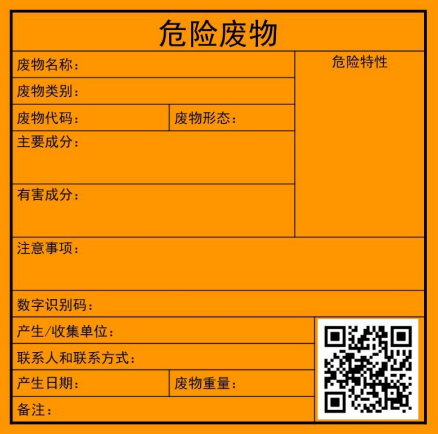 危险废物
废物名称：
危险特性
废物类别：
废物代码：
废物形态：
主要成分：
有害成分：
注意事项：
数字识别码：
产生/收集单位：
联系人和联系方式：
产生日期：
废物重量：
备注：